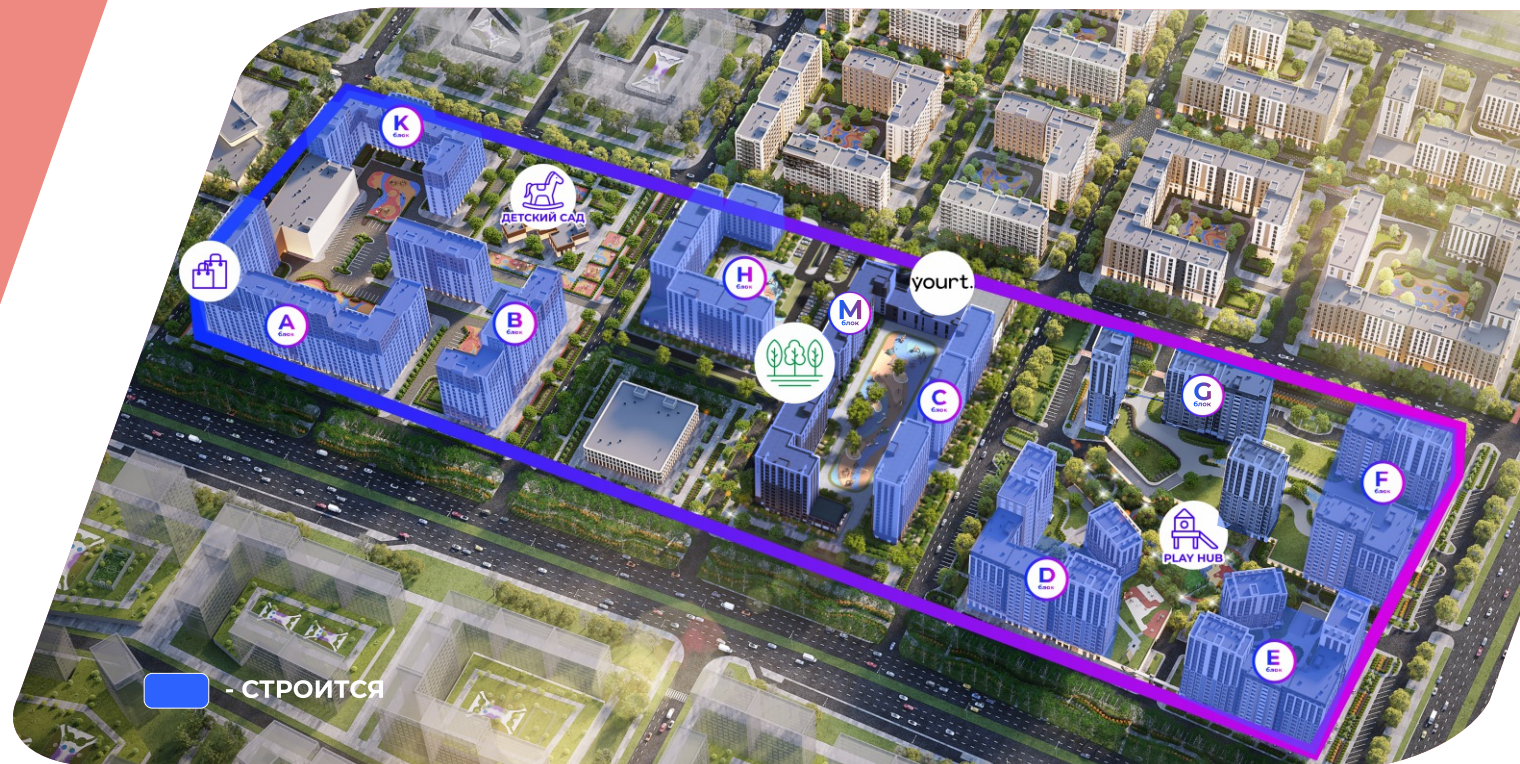 K
блок
ДЕТСКИЙ САД
H
блок
yourt.
A
блок
B
блок
M
блок
C
блок
G
блок
F
блок
PLAY HUB
D
блок
E
блок
- СТРОИТСЯ